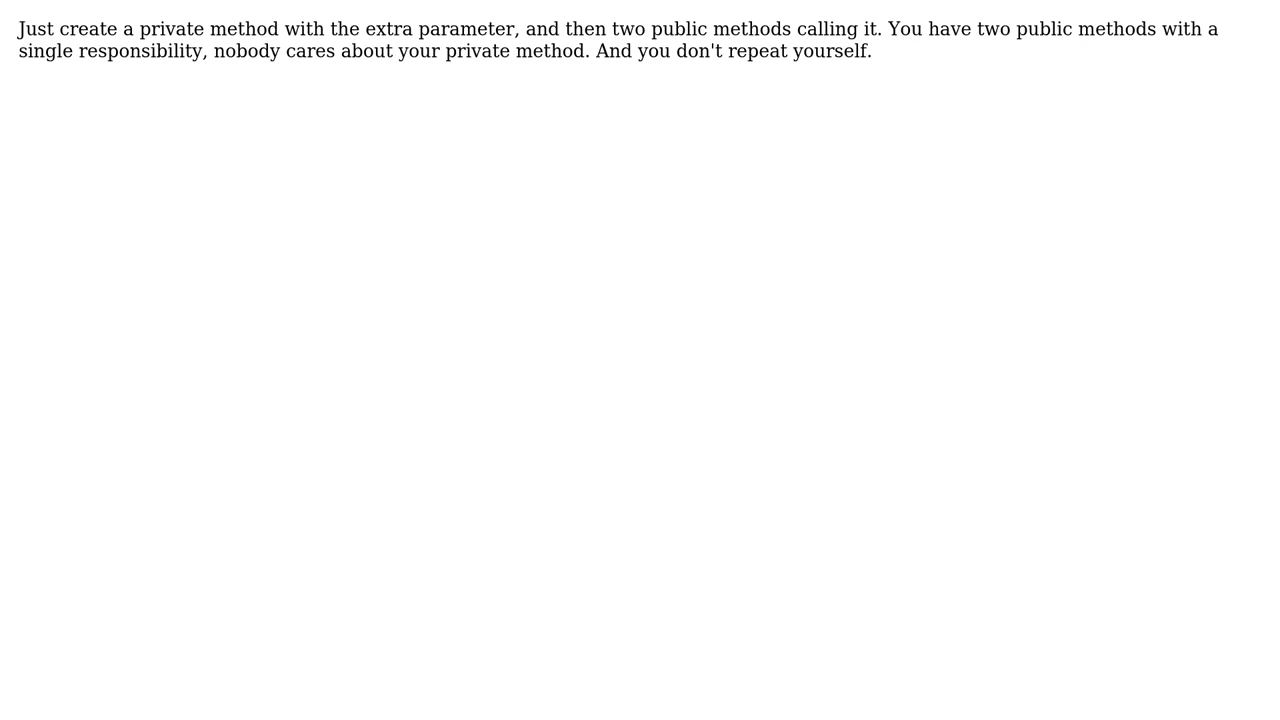 Just create a private method with the extra parameter, and then two public methods calling it. You have two public methods with a
single responsibility, nobody cares about your private method. And you don't repeat yourself.